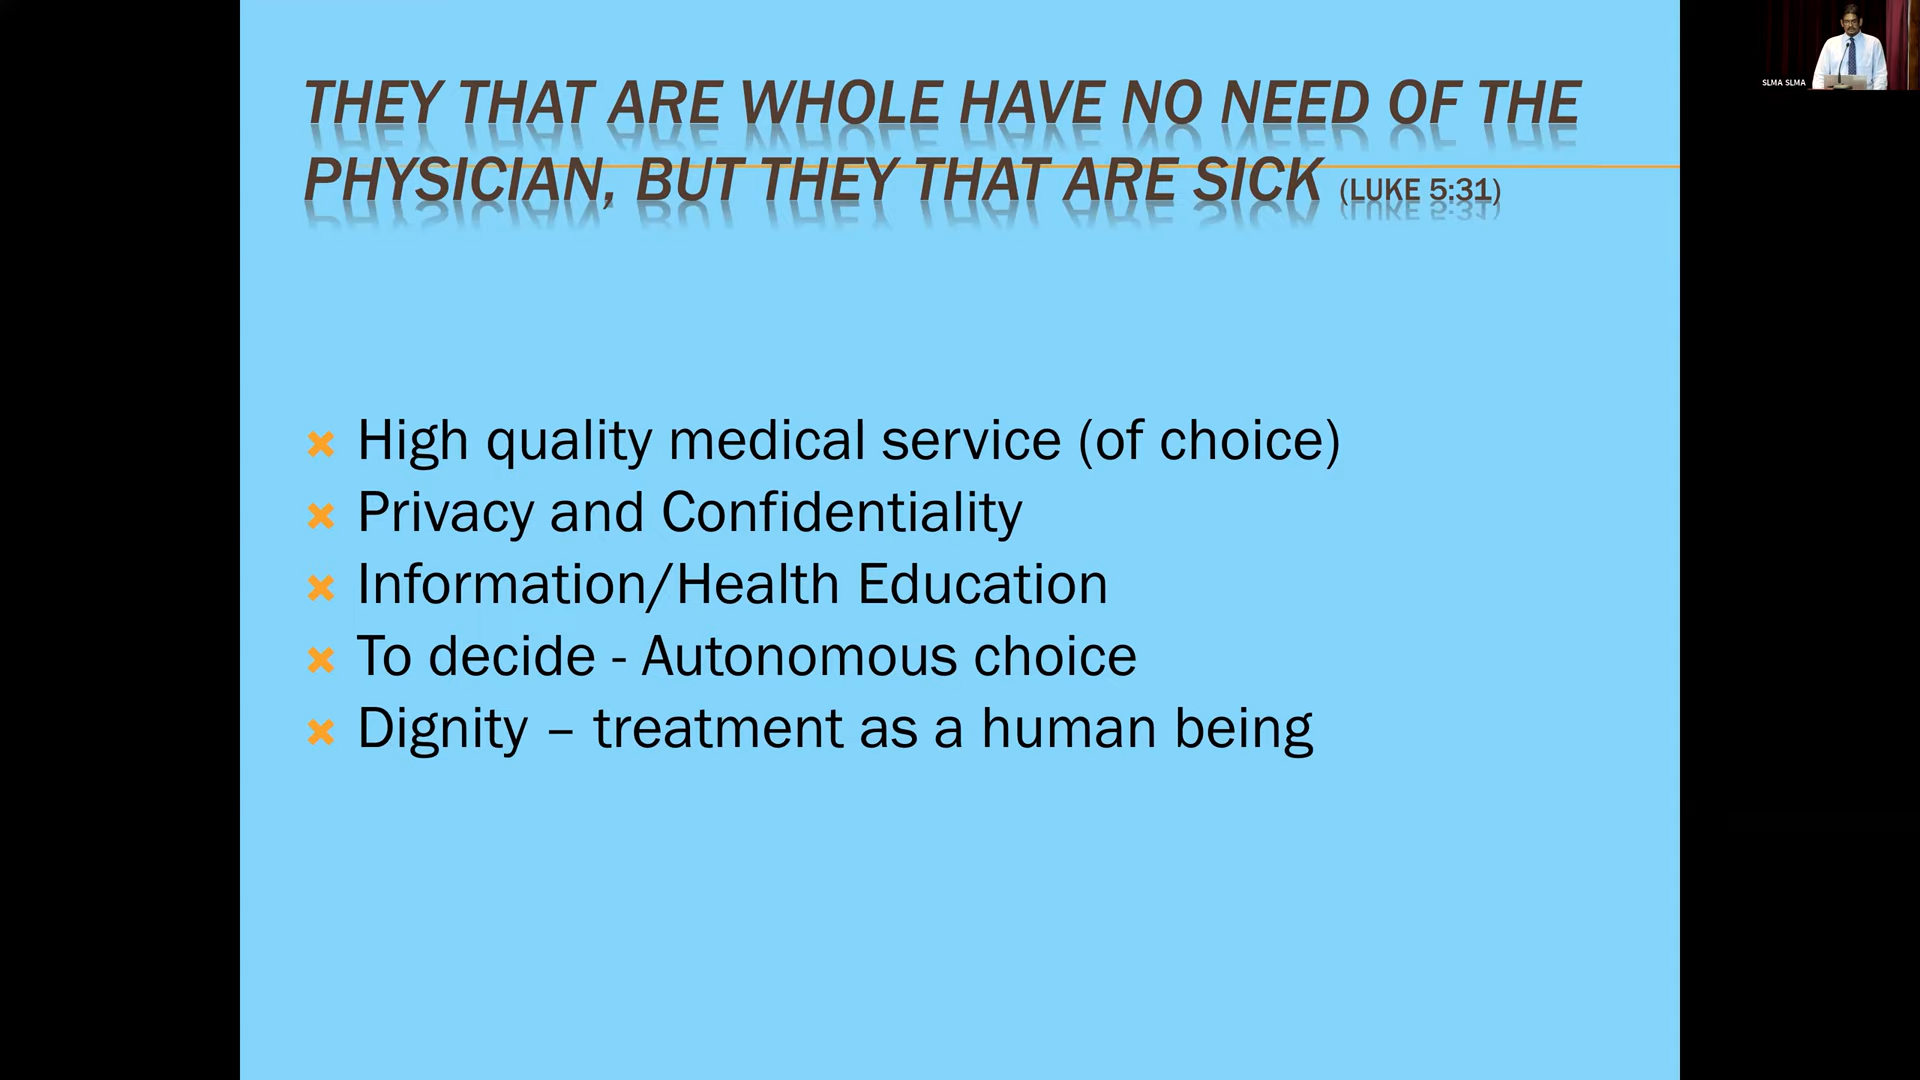 THEY THAT ARE WHOLE HAVE NO NEED OF THE
PHYSICIAN, BUT THEY THAT ARE SICK (LUKE 5:31)
SLMA SLMA
High quality medical service (of choice)
Privacy and Confidentiality
Information/Health Education
To decide - Autonomous choice
Dignity – treatment as a human being